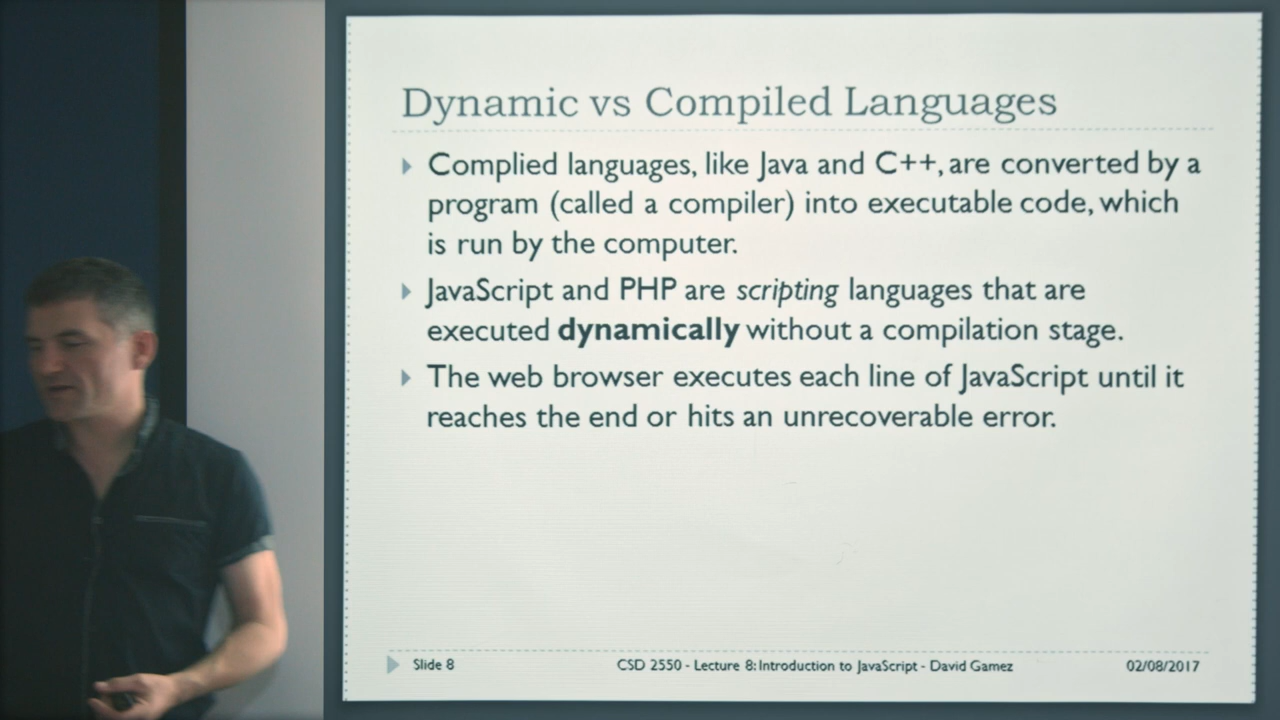 Dynamic vs Compiled Languages
Complied languages, like Java and C++, are converted by a
program (called a compiler) into executable code, which
is run by the computer.
JavaScript and PHP are scripting languages that are
executed dynamically without a compilation stage.
The web browser executes each line of JavaScript until it
reaches the end or hits an unrecoverable error.
Slide 8 CSD 2550 - Lecture 8: Introduction to JavaScript - David Gamez 02/08/2017